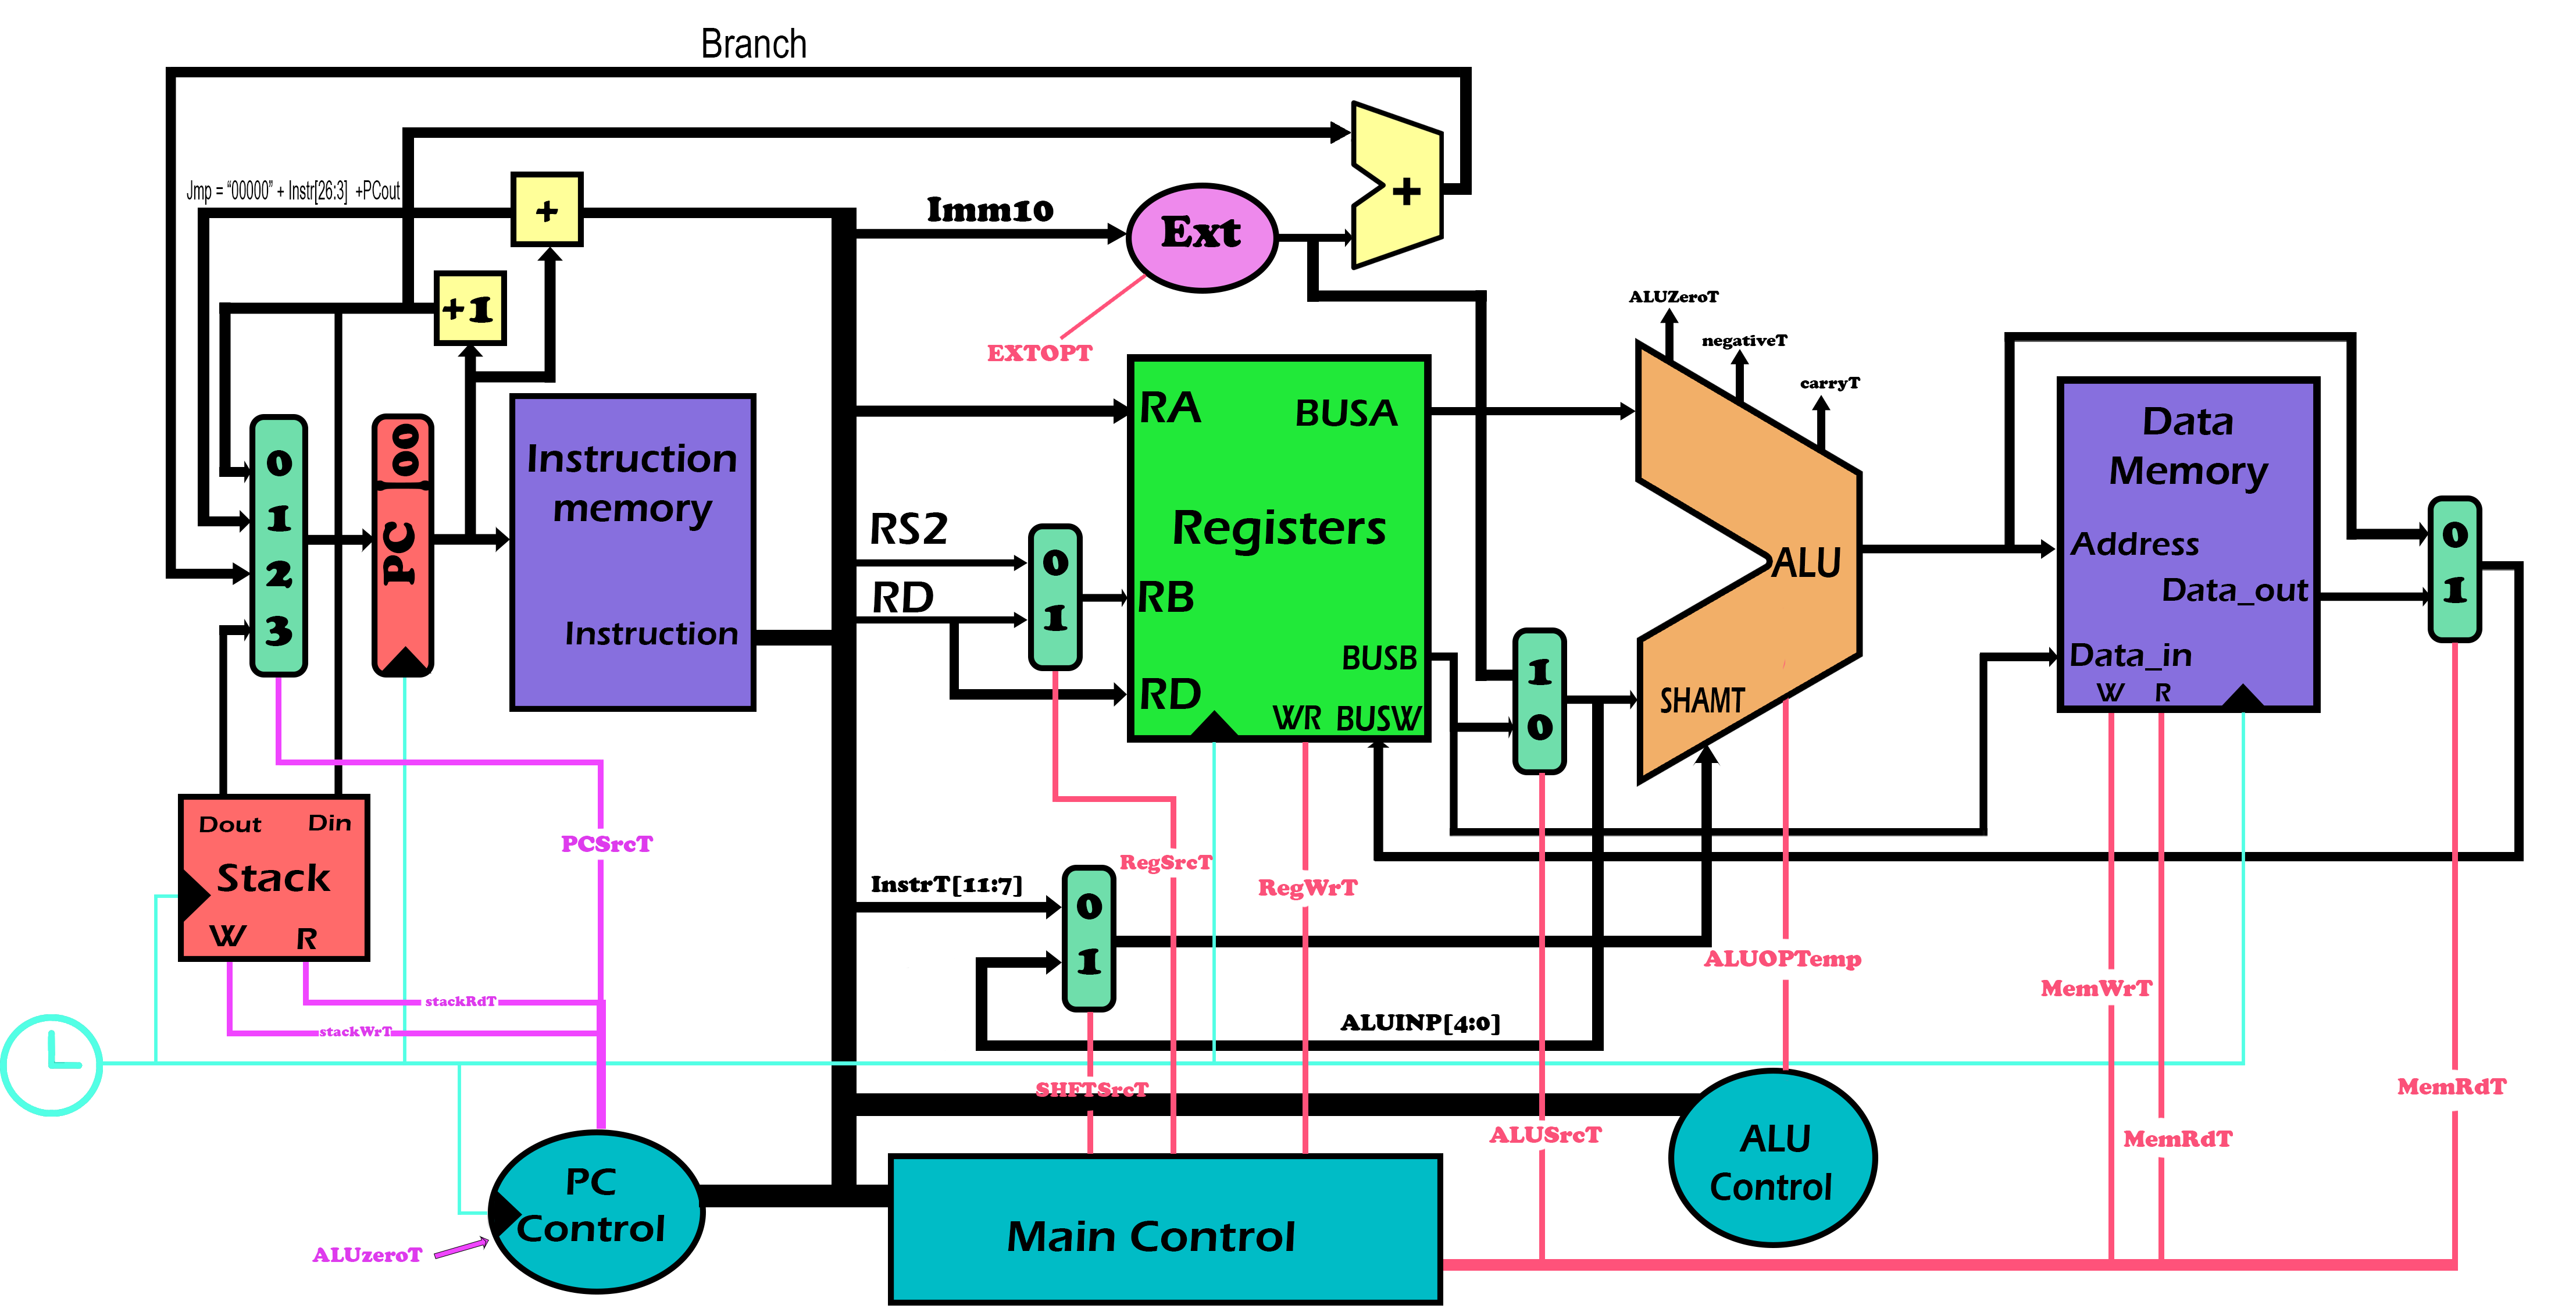 Branch
Jmp = “00000” + Instr[26:3]  +PCout
+
+
Imm10
Ext
+1
EXTOPT
ALUZeroT
negativeT
carryT
0
1
2
3
PC
00
Instruction
memory
Instruction
RA
BUSA
Registers
RS2
RD
0
1
RB
RD
BUSB
WR BUSW
1
0
ALU
SHAMT
Data
Memory
Address
Data_out
Data_in
W
R
0
1
Dout
Din
Stack
W
R
PCSrcT
stackRdT
stackWrT
InstrT[11:7]
0
1
RegSrcT
RegWrT
ALUOPTemp
ALUINP[4:0]
SHFTSrcT
ALUSrcT
MemWrT
MemRdT
MemRdT
PC
Control
ALUzeroT
Main Control
ALU
Control